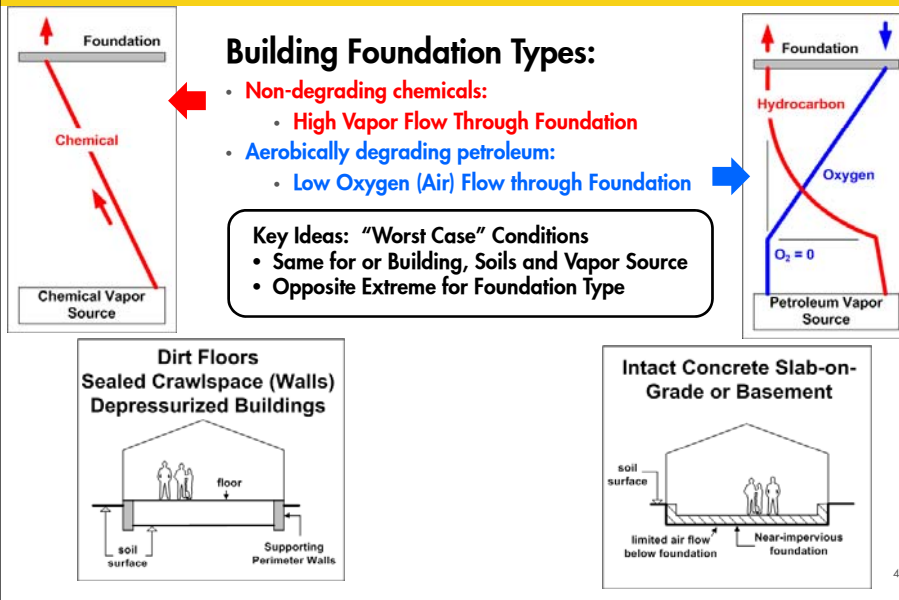 Building Foundation Types:
• Non-degrading chemicals:
• High Vapor Flow Through Foundation
• Aerobically degrading petroleum:
• Low Oxygen (Air) Flow through Foundation
Key Ideas: “Worst Case” Conditions
• Same for or Building, Soils and Vapor Source
• Opposite Extreme for Foundation Type
Foundation
Chemical
Chemical Vapor
Source
Foundation
Hydrocarbon
Oxygen
O₂ = 0
Petroleum Vapor
Source
Dirt Floors
Sealed Crawlspace (Walls)
Depressurized Buildings
floor
soil
surface
Supporting
Perimeter Walls
Intact Concrete Slab-on-
Grade or Basement
soil
surface
limited air flow
below foundation
Near-impervious
foundation
4